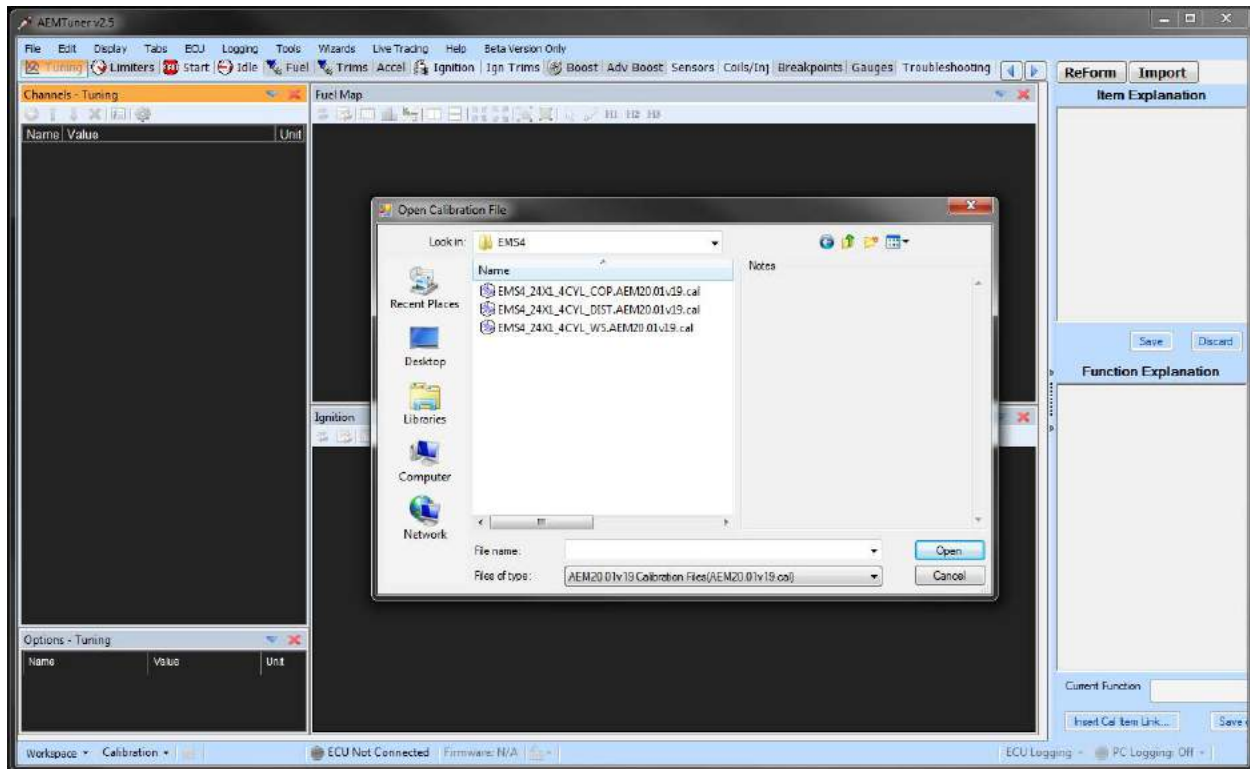 AEMTuner v2.5
File Edit Display Tabs ECU Logging Tools Wizards Live Tracing Help Beta Version Only
Tuning Limiters Start Idle Fuel Trims Accel Ignition Ign Trims Boost Adv Boost Sensors Coils/Inj Breakpoints Gauges Troubleshooting
ReForm Import
Channels - Tuning
Fuel Map
Item Explanation
H1 H2 H3
Name Value Unit
Open Calibration File
Look in: EMS4
Name
Notes
EMS4_24X1_4CYL_COP.AEM20.01v19.cal
EMS4_24X1_4CYL_DIST.AEM20.01v19.cal
EMS4_24X1_4CYL_WS.AEM20.01v19.cal
Recent Places
Desktop
Libraries
Computer
Network
File name:
Open
Files of type: AEM20.01v19 Calibration Files(AEM20.01v19.cal)
Cancel
Save Discard
Function Explanation
Ignition
Options - Tuning
Name Value Unit
Current Function
Insert Cal Item Link... Save
Workspace Calibration ECU Not Connected Firmware: N/A ECU Logging PC Logging: Off